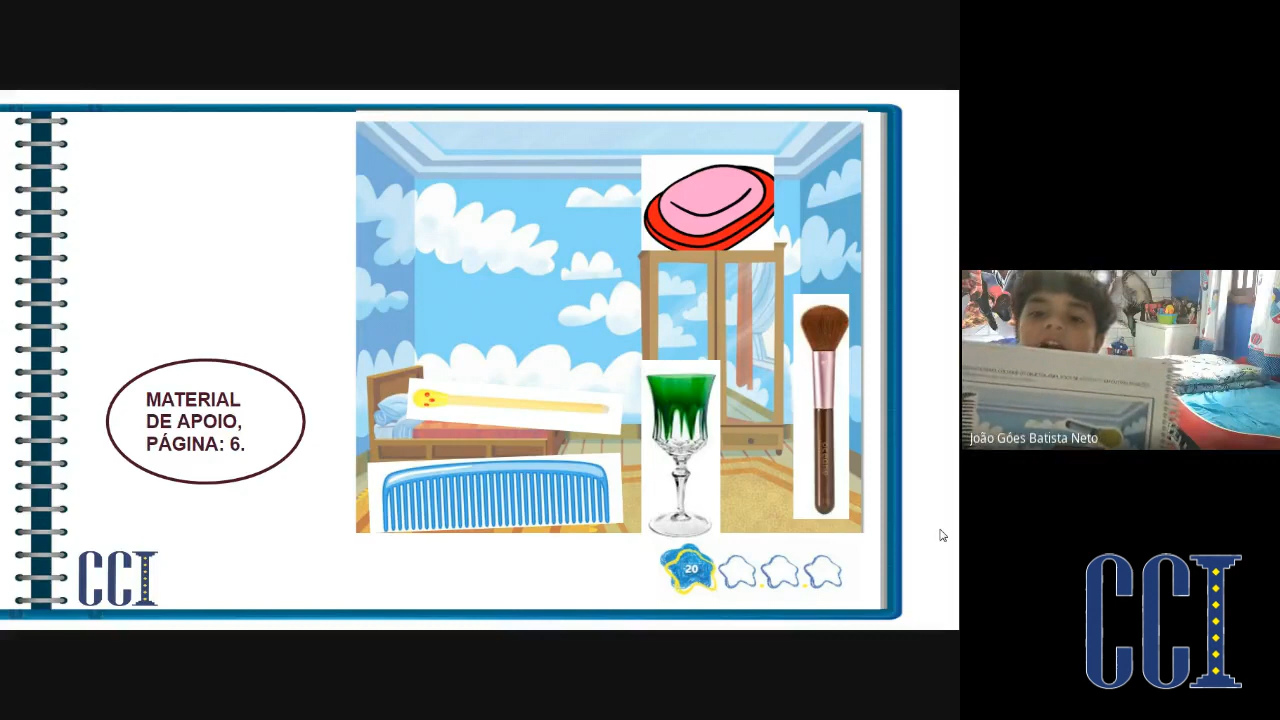 MATERIAL
DE APOIO,
PÁGINA: 6.
20
CCI
João Góes Batista Neto
CCI